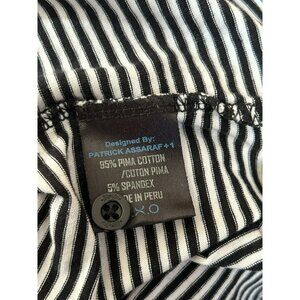 Designed By:
PATRICK ASSARAF +1
95% PIMA COTTON
/COTON PIMA
5% SPANDEX
DE IN PERU